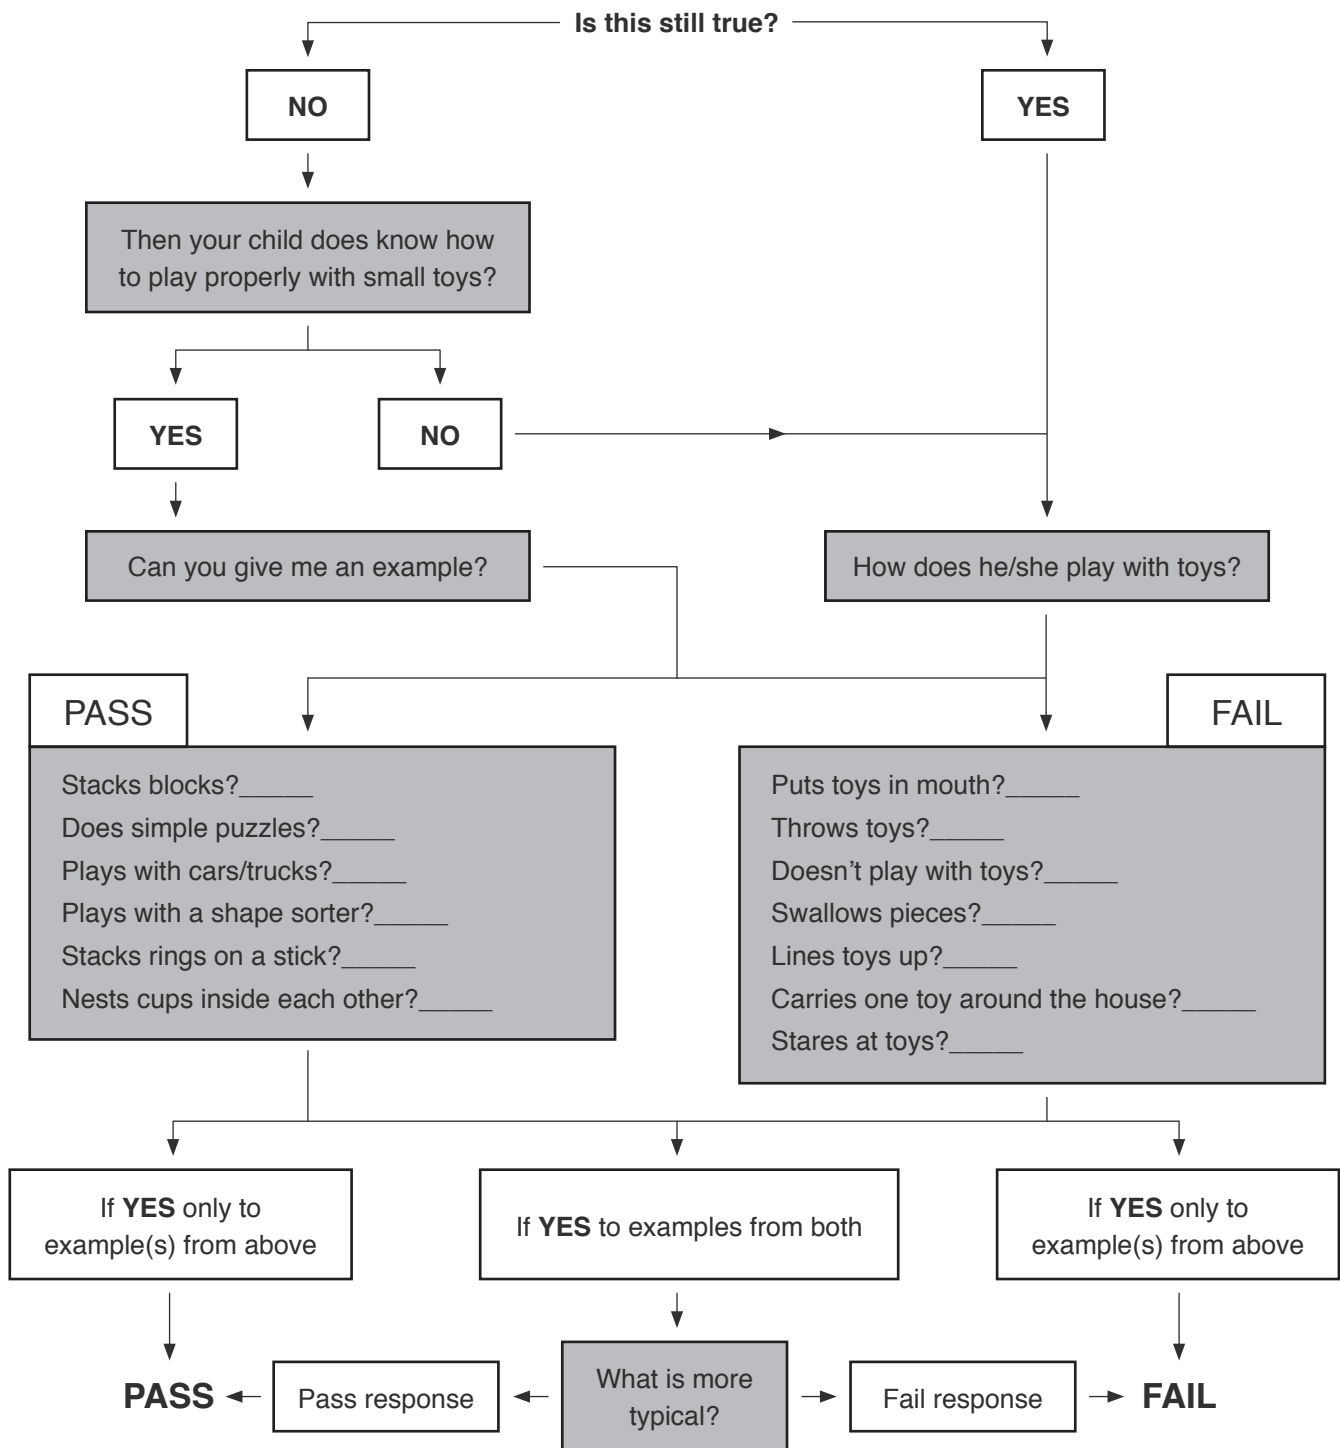 Is this still true?
NO
YES
Then your child does know how
to play properly with small toys?
YES
NO
Can you give me an example?
How does he/she play with toys?
PASS
Stacks blocks?_____
Does simple puzzles?_____
Plays with cars/trucks?_____
Plays with a shape sorter?_____
Stacks rings on a stick?_____
Nests cups inside each other?_____
FAIL
Puts toys in mouth?_____
Throws toys?_____
Doesn't play with toys?_____
Swallows pieces?_____
Lines toys up?_____
Carries one toy around the house?_____
Stares at toys?_____
If YES only to
example(s) from above
If YES to examples from both
If YES only to
example(s) from above
PASS
Pass response
What is more
typical?
Fail response
FAIL